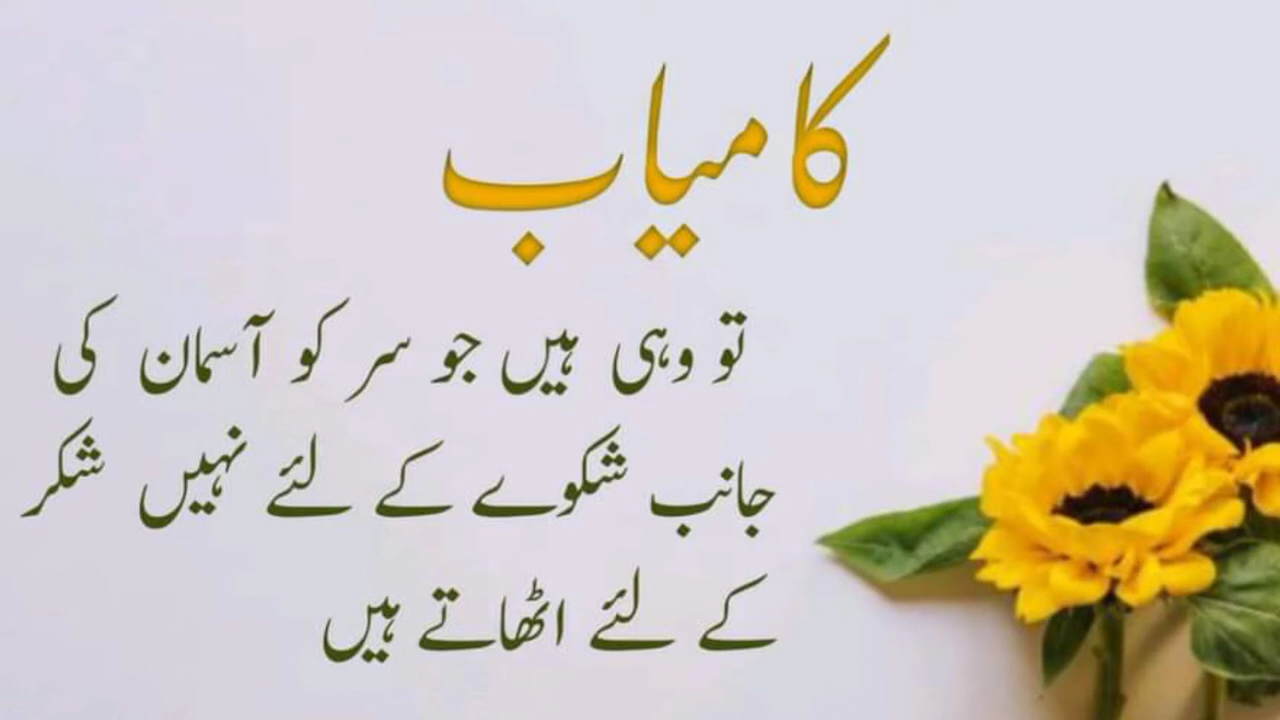 کامیاب
تو وہی ہیں جو سر کو آسمان کی
جانب شکوے کے لئے نہیں شکر
کے لئے اٹھاتے ہیں